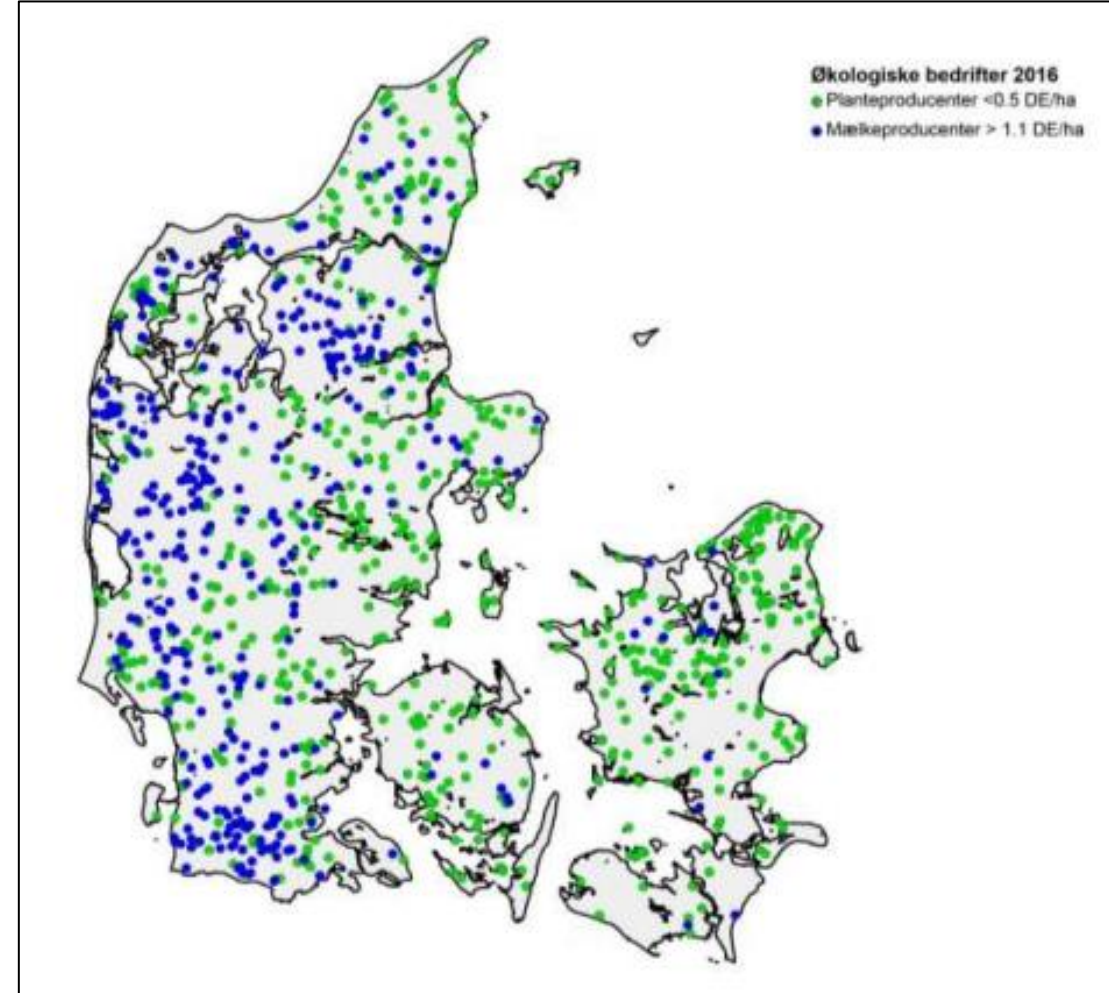 Økologiske bedrifter 2016
Planteproducenter <0.5 DE/ha
Mælkeproducenter > 1.1 DE/ha